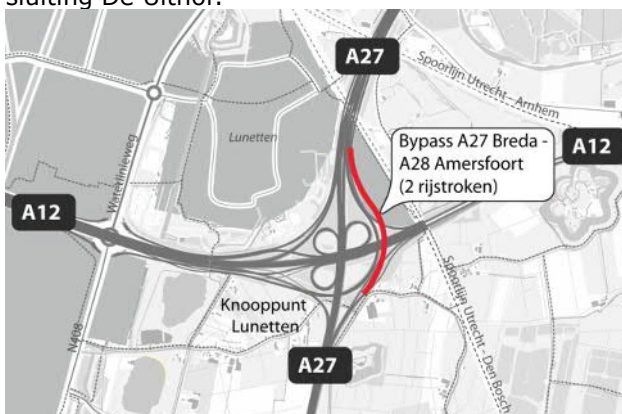 sluiting De Uithof.
A27
Spoorlijn Utrecht - Arnhem
Bypass A27 Breda -
A28 Amersfoort
(2 rijstroken)
A12
Lunetten
Waterlinieweg
A12
Spoorlijn Utrecht - Den Bosch
Knooppunt
Lunetten
N408
A27